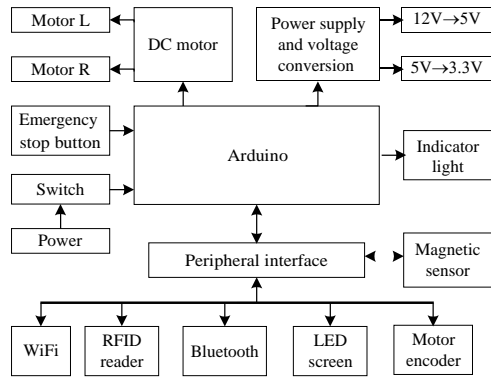 Motor L
Motor R
DC motor
Power supply
and voltage
conversion
12V→5V
5V→3.3V
Emergency
stop button
Arduino
Indicator
light
Switch
Power
Peripheral interface
Magnetic
sensor
WiFi
RFID
reader
Bluetooth
LED
screen
Motor
encoder